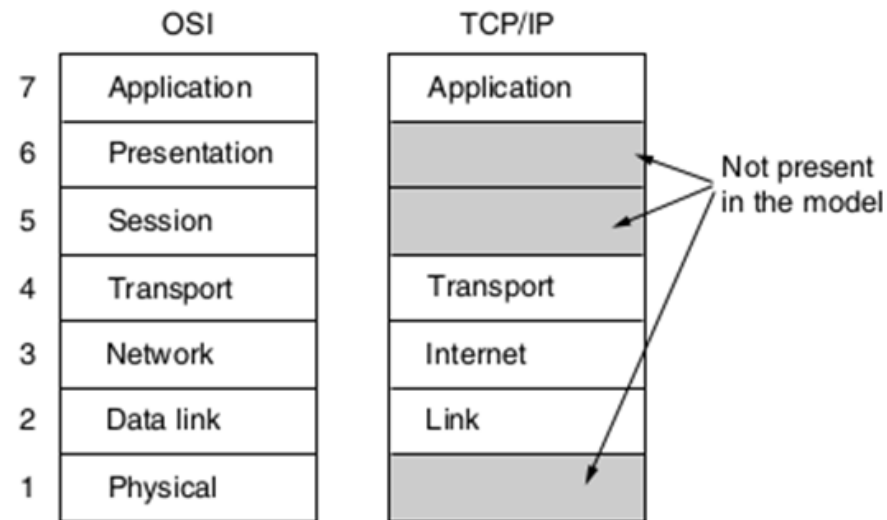 OSI TCP/IP
7 Application Application
6 Presentation
Not present
in the model
5 Session
4 Transport Transport
3 Network Internet
2 Data link Link
1 Physical